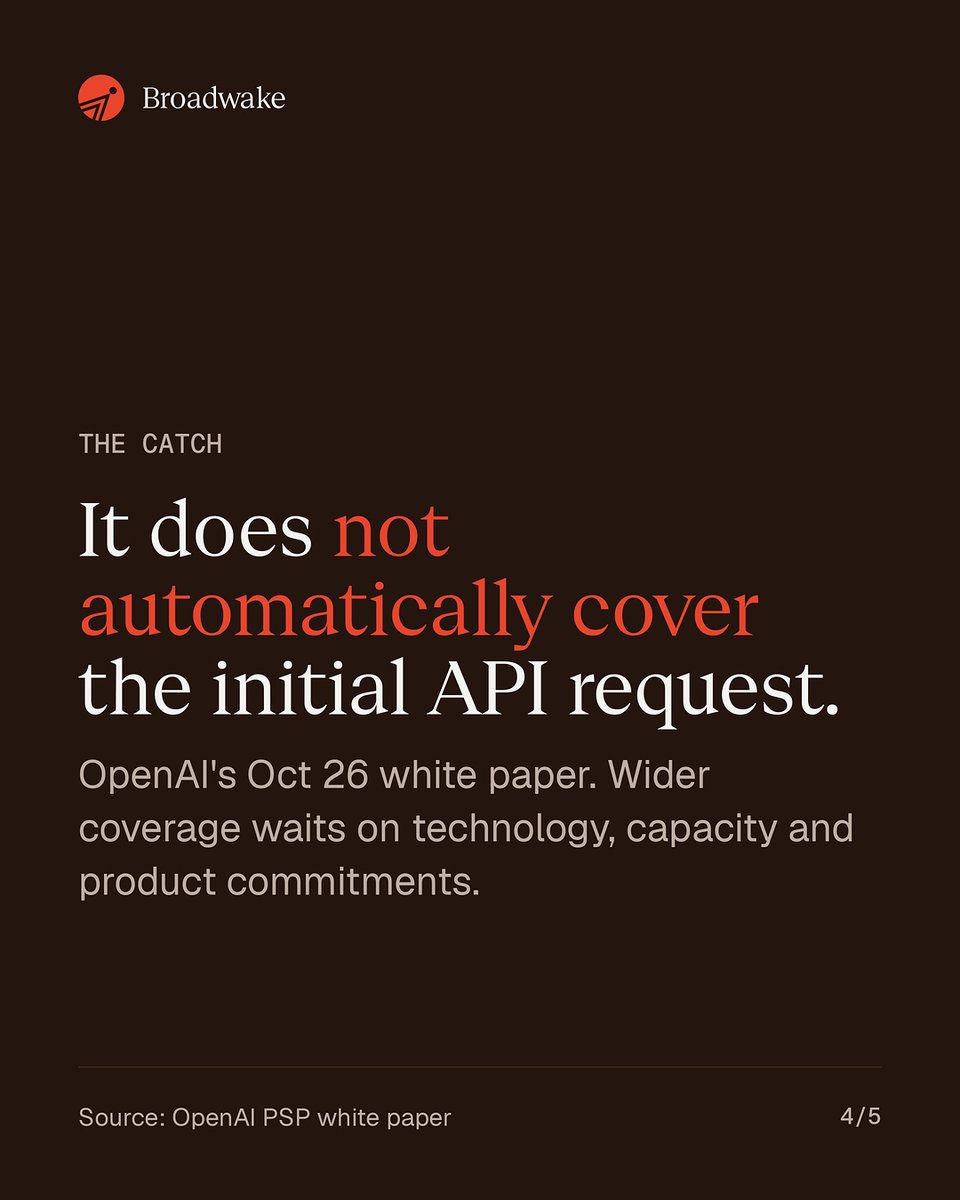 Broadwake
THE CATCH
It does not
automatically cover
the initial API request.
OpenAI's Oct 26 white paper. Wider
coverage waits on technology, capacity and
product commitments.
Source: OpenAI PSP white paper
4/5